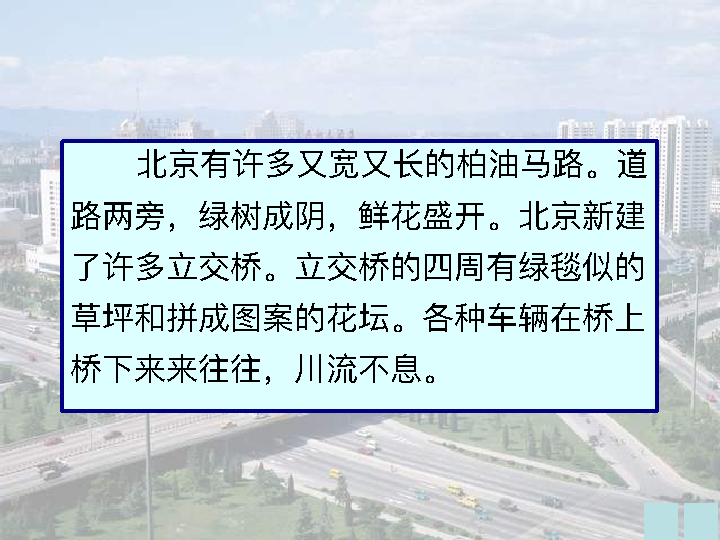 北京有许多又宽又长的柏油马路。道
路两旁，绿树成阴，鲜花盛开。北京新建
了许多立交桥。立交桥的四周有绿毯似的
草坪和拼成图案的花坛。各种车辆在桥上
桥下来来往往，川流不息。